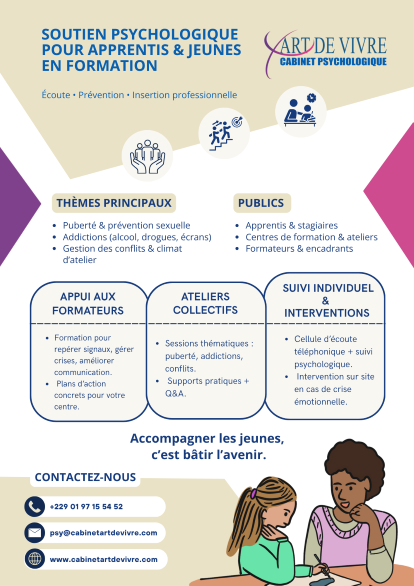 SOUTIEN PSYCHOLOGIQUE
POUR APPRENTIS & JEUNES
EN FORMATION
ART DE VIVRE
CABINET PSYCHOLOGIQUE
Écoute • Prévention • Insertion professionnelle
THÈMES PRINCIPAUX
• Puberté & prévention sexuelle
• Addictions (alcool, drogues, écrans)
• Gestion des conflits & climat
d'atelier
PUBLICS
• Apprentis & stagiaires
• Centres de formation & ateliers
• Formateurs & encadrants
APPUI AUX
FORMATEURS
• Formation pour
repérer signaux, gérer
crises, améliorer
communication.
• Plans d'action
concrets pour votre
centre.
ATELIERS
COLLECTIFS
• Sessions thématiques :
puberté, addictions,
conflits.
• Supports pratiques +
Q&A.
SUIVI INDIVIDUEL
&
INTERVENTIONS
• Cellule d'écoute
téléphonique + suivi
psychologique.
• Intervention sur site
en cas de crise
émotionnelle.
Accompagner les jeunes,
c'est bâtir l'avenir.
CONTACTEZ-NOUS
+229 01 97 15 54 52
psy@cabinetartdevivre.com
www.cabinetartdevivre.com